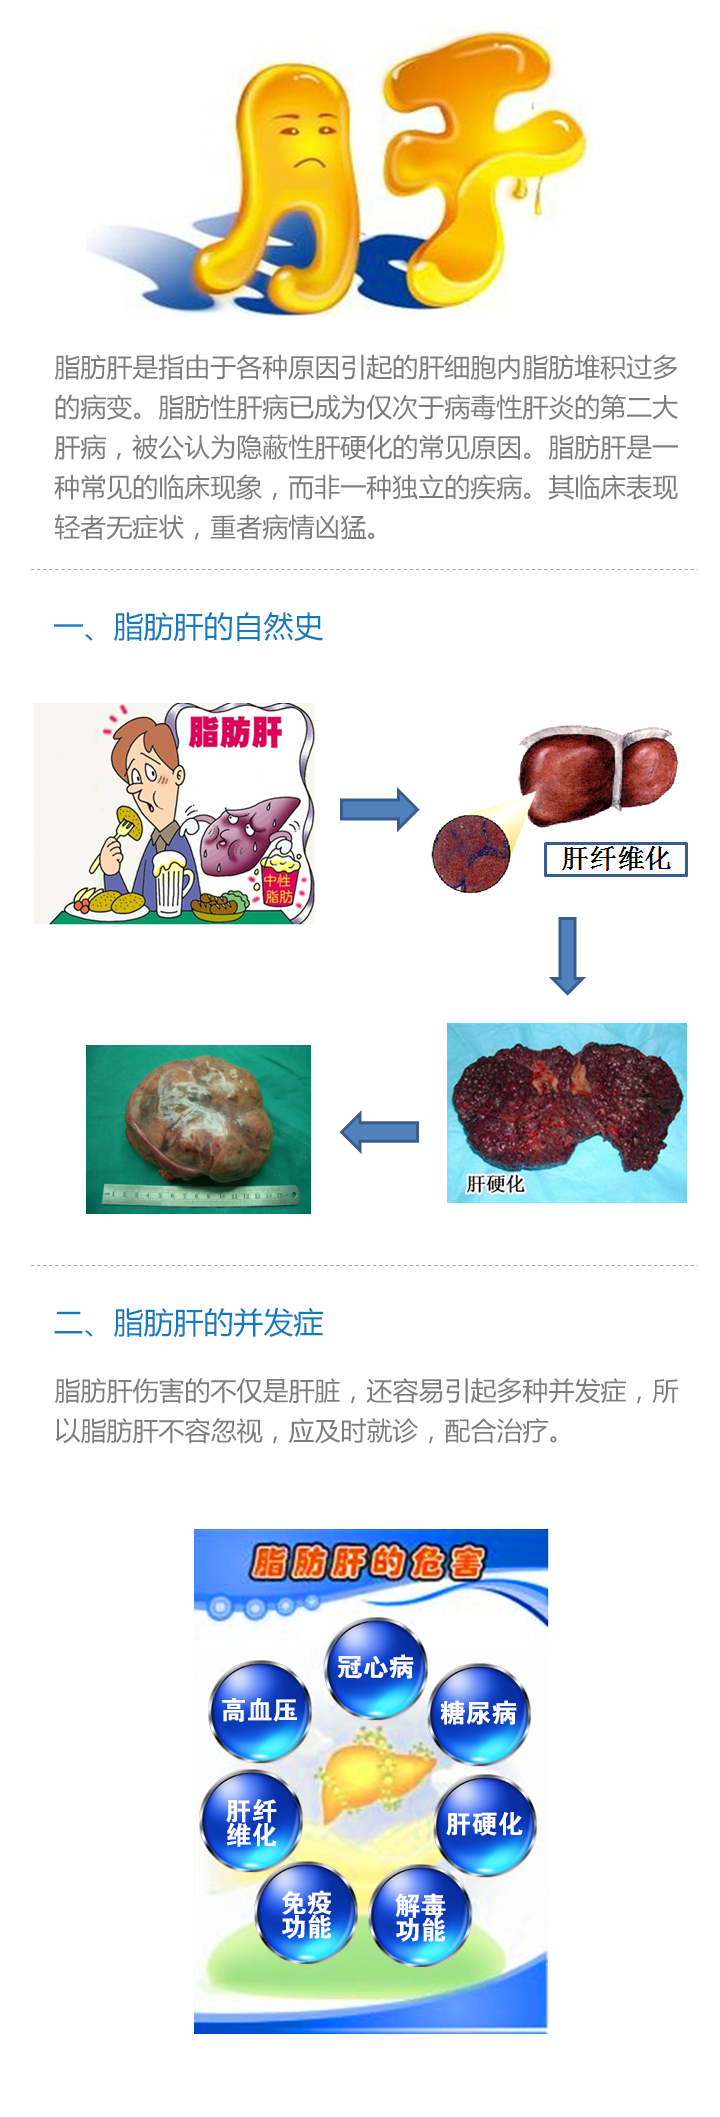 肝
脂肪肝是指由于各种原因引起的肝细胞内脂肪堆积过多
的病变。脂肪性肝病已成为仅次于病毒性肝炎的第二大
肝病，被公认为隐蔽性肝硬化的常见原因。脂肪肝是一
种常见的临床现象，而非一种独立的疾病。其临床表现
轻者无症状，重者病情凶猛。
一、脂肪肝的自然史
脂肪肝
中性
脂肪
肝纤维化
肝硬化
二、脂肪肝的并发症
脂肪肝伤害的不仅是肝脏，还容易引起多种并发症，所
以脂肪肝不容忽视，应及时就诊，配合治疗。
脂肪肝的危害
冠心病
高血压
糖尿病
肝纤
维化
肝硬化
免疫
功能
解毒
功能